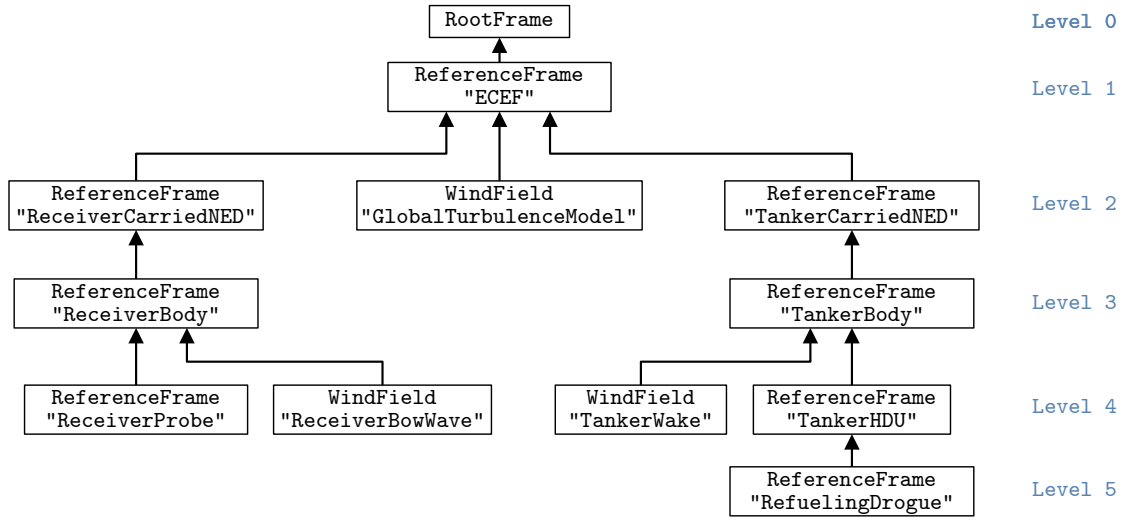 RootFrame
Level 0
ReferenceFrame
"ECEF"
Level 1
ReferenceFrame
"ReceiverCarriedNED"
WindField
"GlobalTurbulenceModel"
ReferenceFrame
"TankerCarriedNED"
Level 2
ReferenceFrame
"ReceiverBody"
ReferenceFrame
"TankerBody"
Level 3
ReferenceFrame
"ReceiverProbe"
WindField
"ReceiverBowWave"
WindField
"TankerWake"
ReferenceFrame
"TankerHDU"
Level 4
ReferenceFrame
"RefuelingDrogue"
Level 5